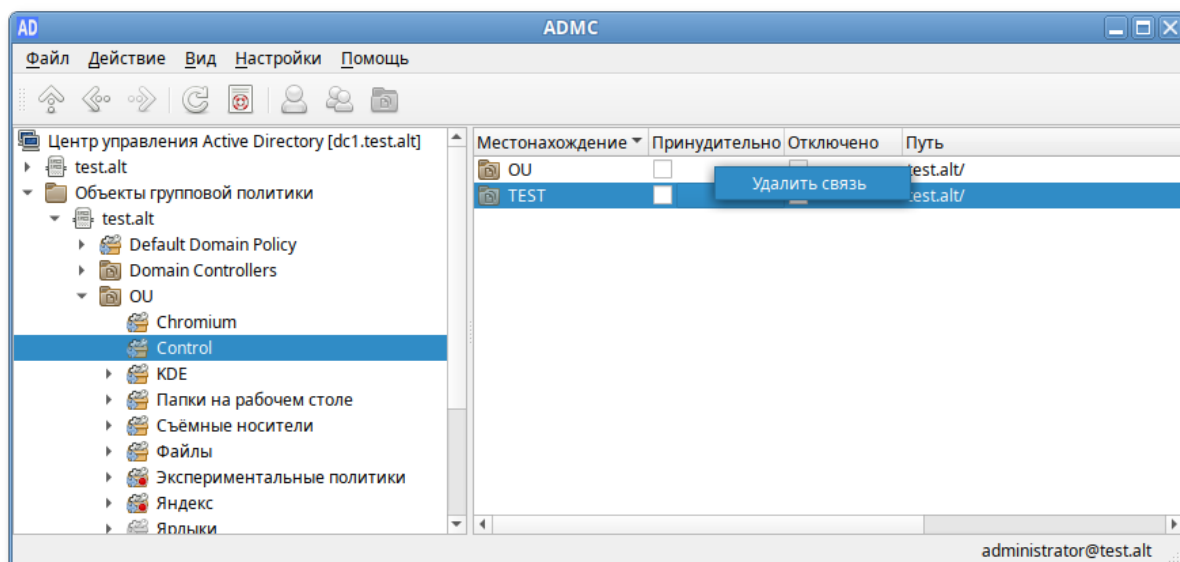 AD ADMC
Файл Действие Вид Настройки Помощь
Центр управления Active Directory [dc1.test.alt]
test.alt
Объекты групповой политики
test.alt
Default Domain Policy
Domain Controllers
OU
Chromium
Control
KDE
Папки на рабочем столе
Съёмные носители
Файлы
Экспериментальные политики
Яндекс
Ярлыки
Местонахождение Принудительно Отключено Путь
OU test.alt/
Удалить связь
TEST test.alt/
administrator@test.alt